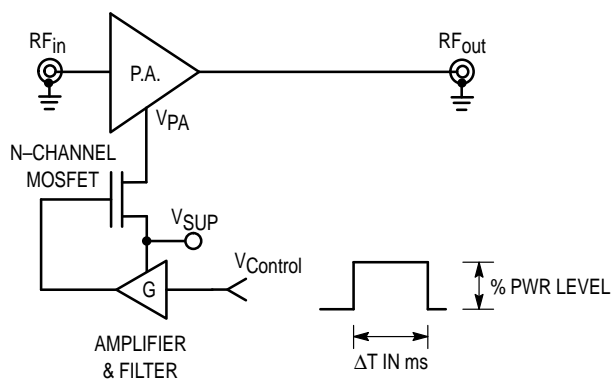 RFin
RFout
P.A.
VPA
N–CHANNEL
MOSFET
VSUP
VControl
G
% PWR LEVEL
AMPLIFIER
& FILTER
ΔT IN ms